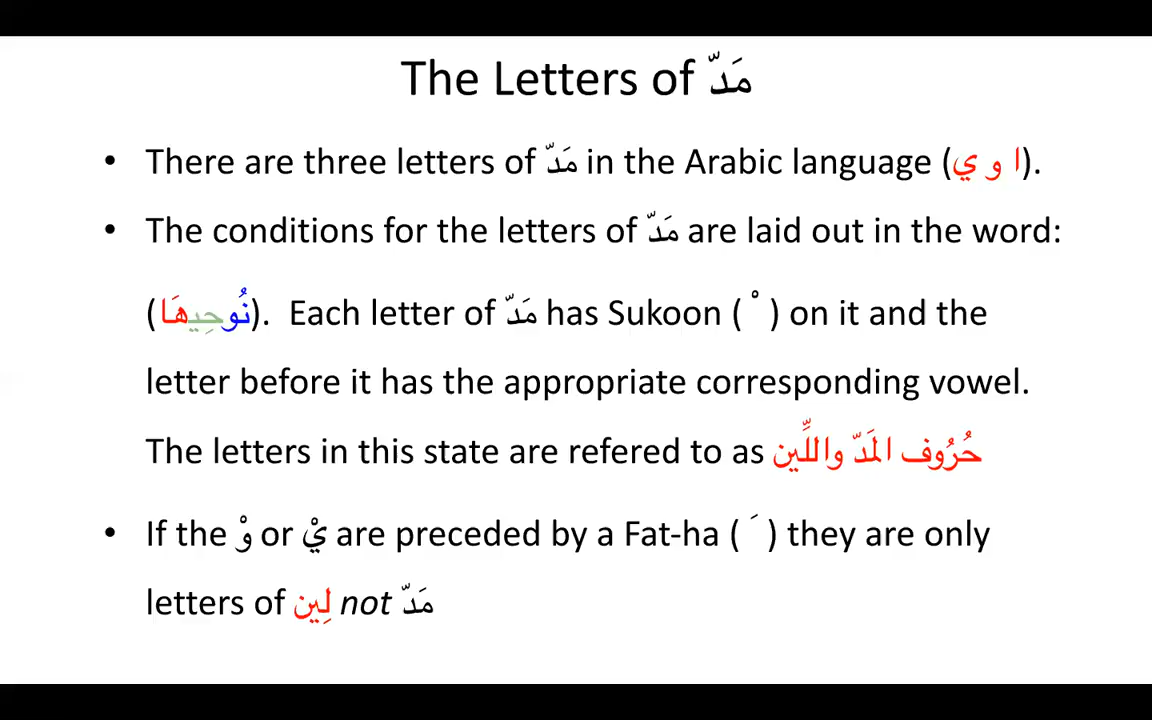 The Letters of مَدّ
• There are three letters of مَدّ in the Arabic language (ا و ي).
• The conditions for the letters of مَدّ are laid out in the word:
(نُوحِيهَا). Each letter of مَدّ has Sukoon ( ْ ) on it and the
letter before it has the appropriate corresponding vowel.
The letters in this state are refered to as حُرُوف المَدّ واللِّين
• If the وْ or يْ are preceded by a Fat-ha ( َ ) they are only
letters of لِين not مَدّ